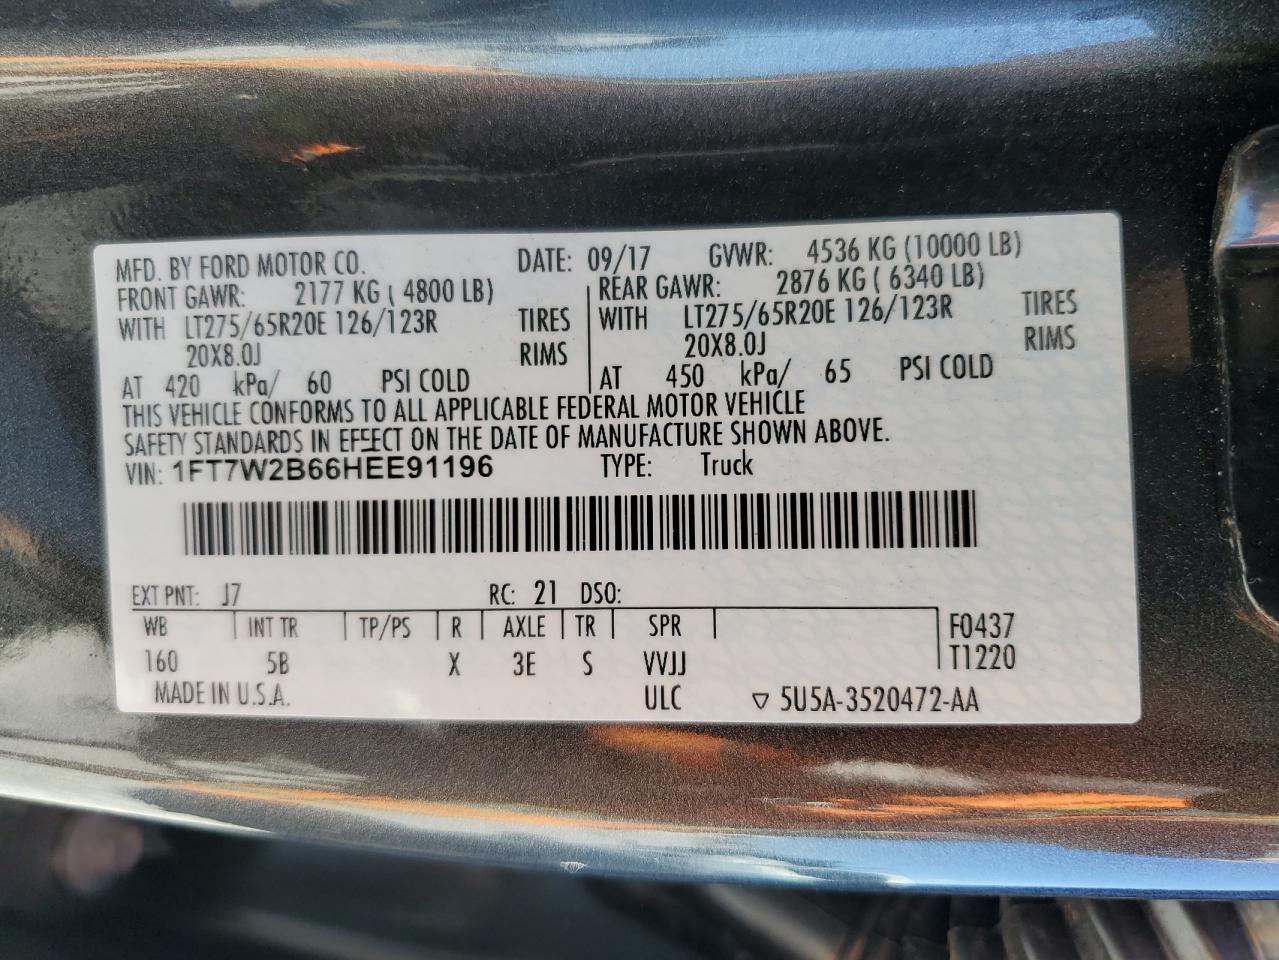 MFD. BY FORD MOTOR CO. DATE: 09/17 GVWR: 4536 KG (10000 LB)
FRONT GAWR: 2177 KG ( 4800 LB) REAR GAWR: 2876 KG ( 6340 LB)
WITH LT275/65R20E 126/123R TIRES WITH LT275/65R20E 126/123R TIRES
20X8.0J RIMS 20X8.0J RIMS
AT 420 kPa/ 60 PSI COLD AT 450 kPa/ 65 PSI COLD
THIS VEHICLE CONFORMS TO ALL APPLICABLE FEDERAL MOTOR VEHICLE
SAFETY STANDARDS IN EFFECT ON THE DATE OF MANUFACTURE SHOWN ABOVE.
VIN: 1FT7W2B66HEE91196 TYPE: Truck
EXT PNT: J7 RC: 21 DSO:
WB INT TR TP/PS R AXLE TR SPR F0437
160 5B X 3E S VVJJ T1220
MADE IN U.S.A. ULC ▽ 5U5A-3520472-AA